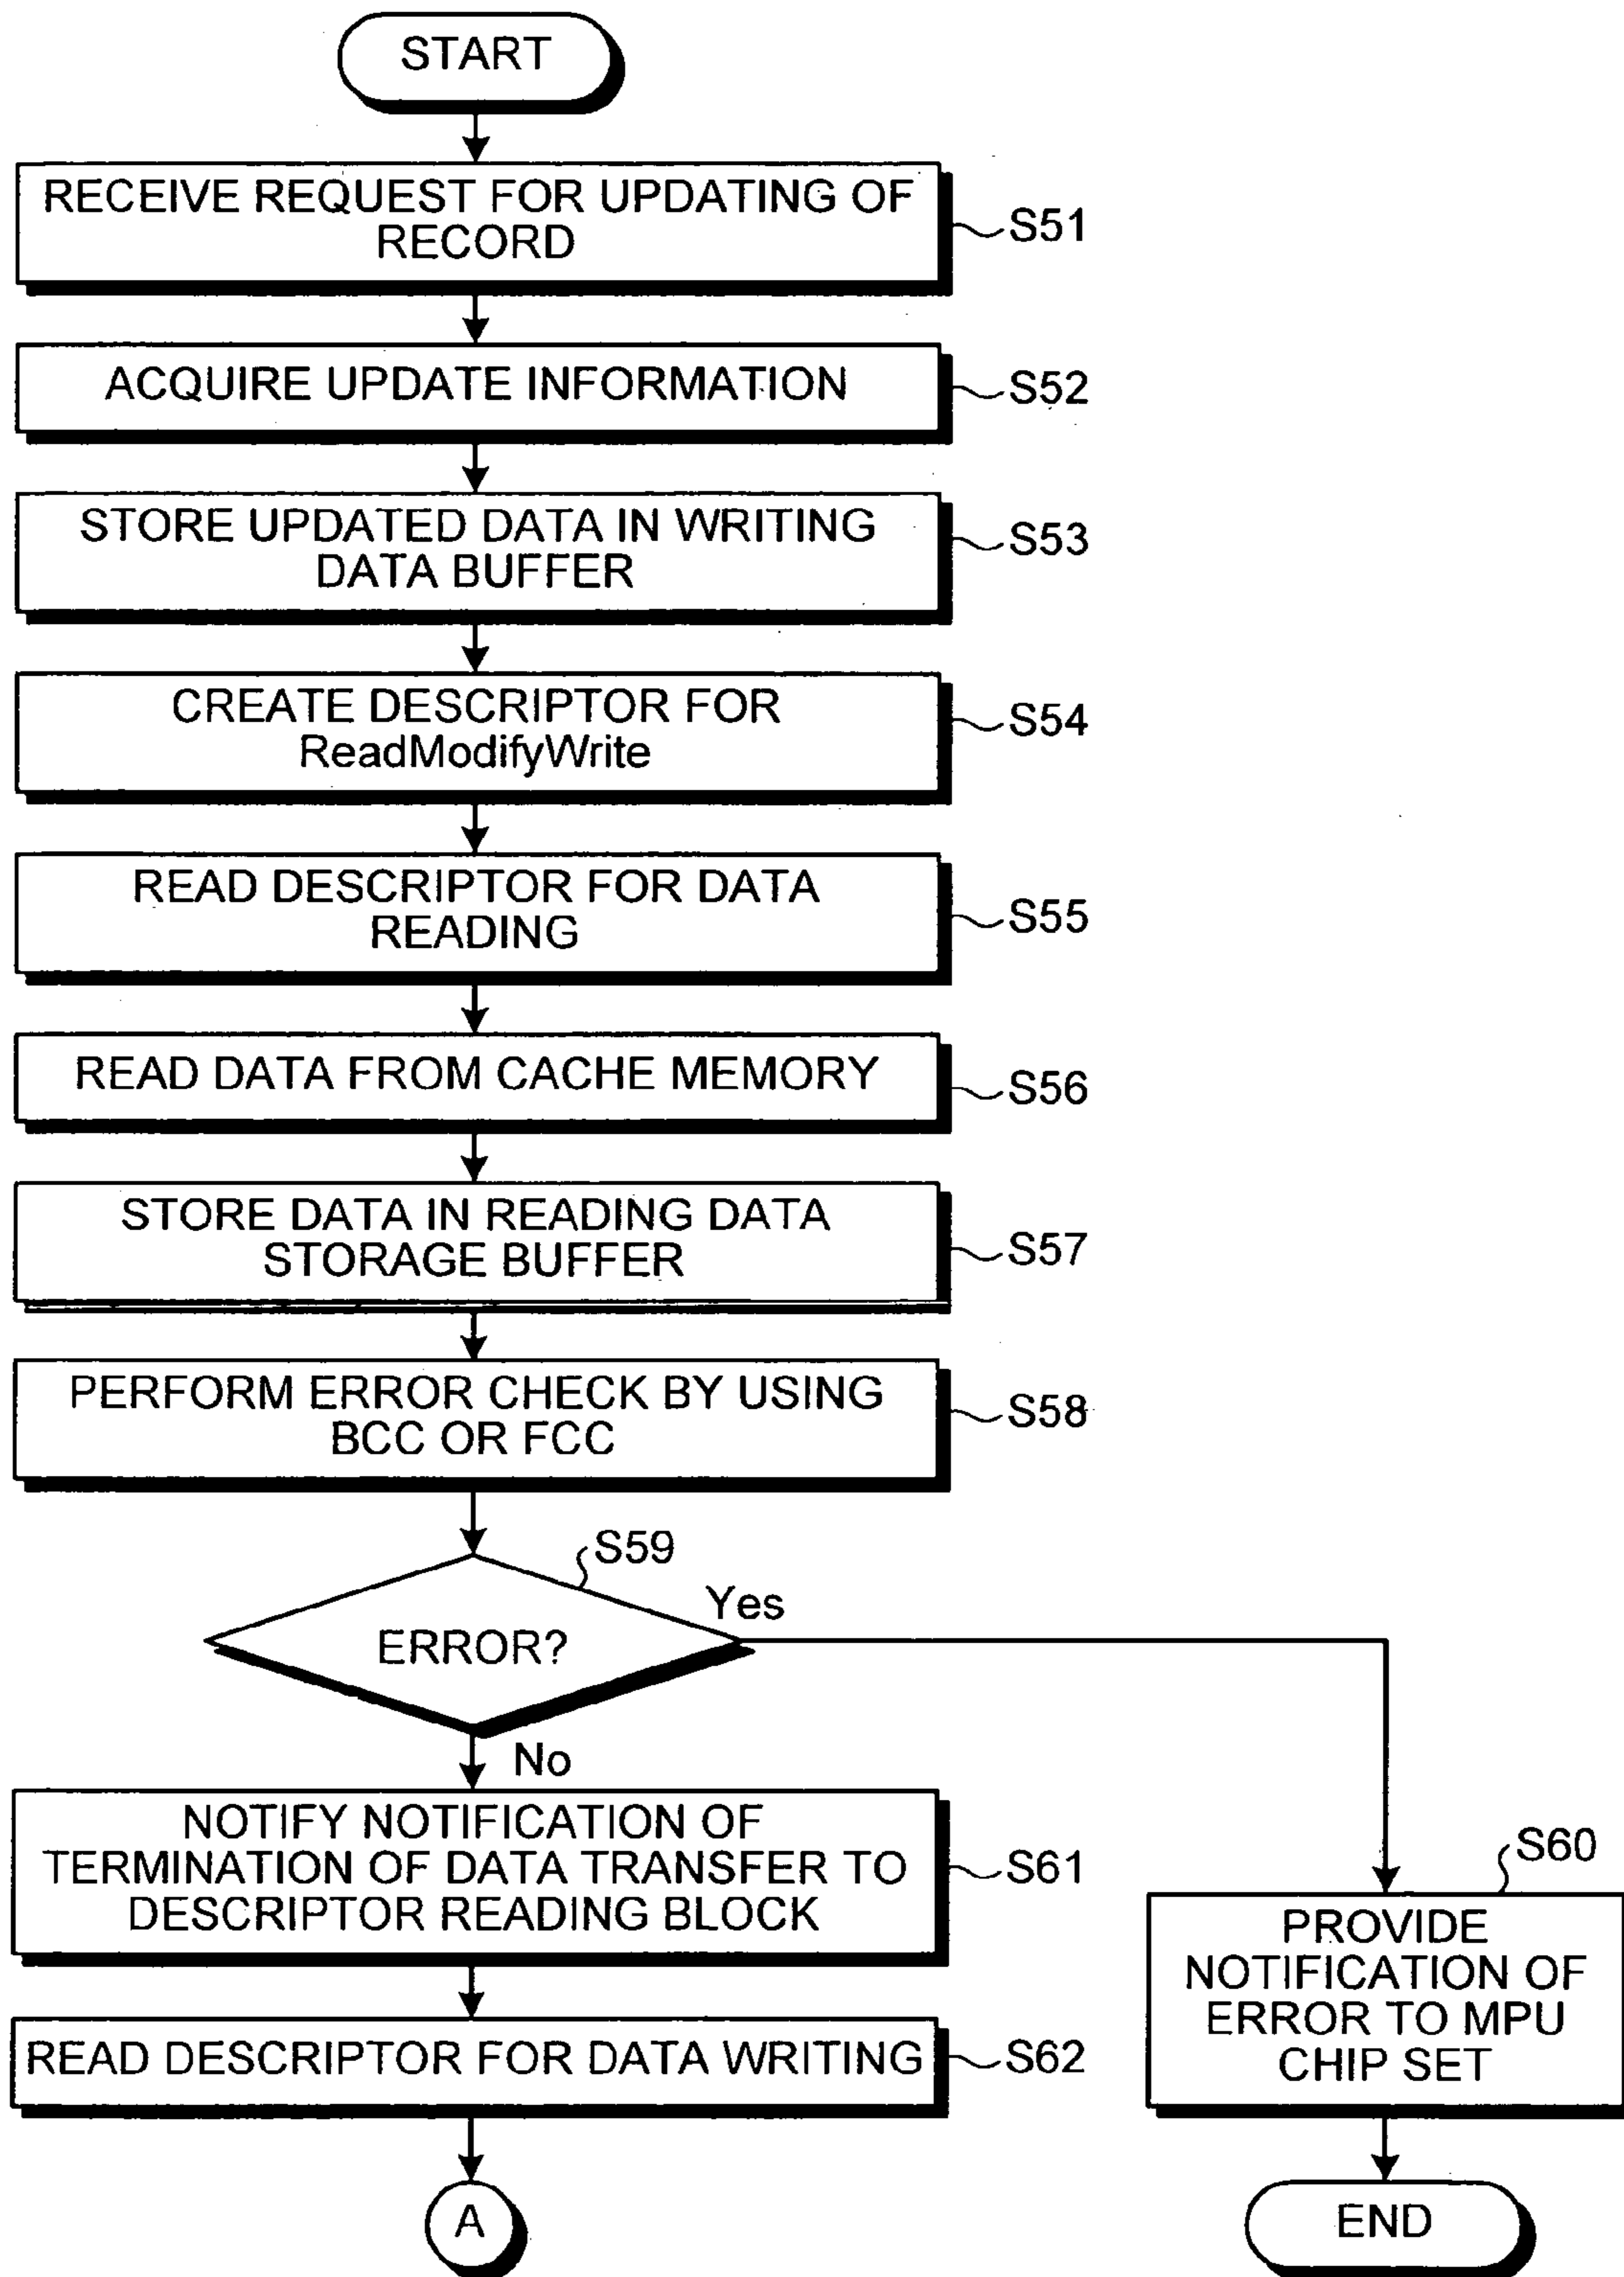 START
RECEIVE REQUEST FOR UPDATING OF
RECORD
S51
ACQUIRE UPDATE INFORMATION
S52
STORE UPDATED DATA IN WRITING
DATA BUFFER
S53
CREATE DESCRIPTOR FOR
ReadModifyWrite
S54
READ DESCRIPTOR FOR DATA
READING
S55
READ DATA FROM CACHE MEMORY
S56
STORE DATA IN READING DATA
STORAGE BUFFER
S57
PERFORM ERROR CHECK BY USING
BCC OR FCC
S58
S59
ERROR?
Yes
No
NOTIFY NOTIFICATION OF
TERMINATION OF DATA TRANSFER TO
DESCRIPTOR READING BLOCK
S61
READ DESCRIPTOR FOR DATA WRITING
S62
A
S60
PROVIDE
NOTIFICATION OF
ERROR TO MPU
CHIP SET
END